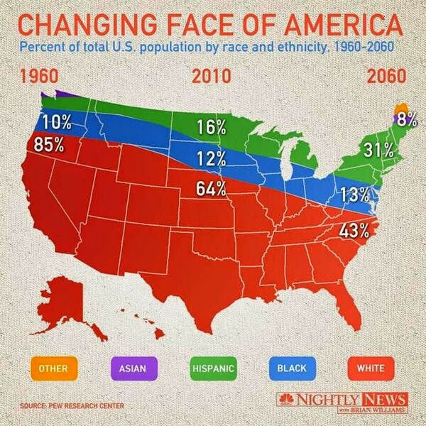 CHANGING FACE OF AMERICA
Percent of total U.S. population by race and ethnicity, 1960-2060
1960 2010 2060
10% 16% 8%
85% 12% 31%
64% 13%
43%
OTHER ASIAN HISPANIC BLACK WHITE
SOURCE: PEW RESEARCH CENTER
NIGHTLY NEWS
WITH BRIAN WILLIAMS